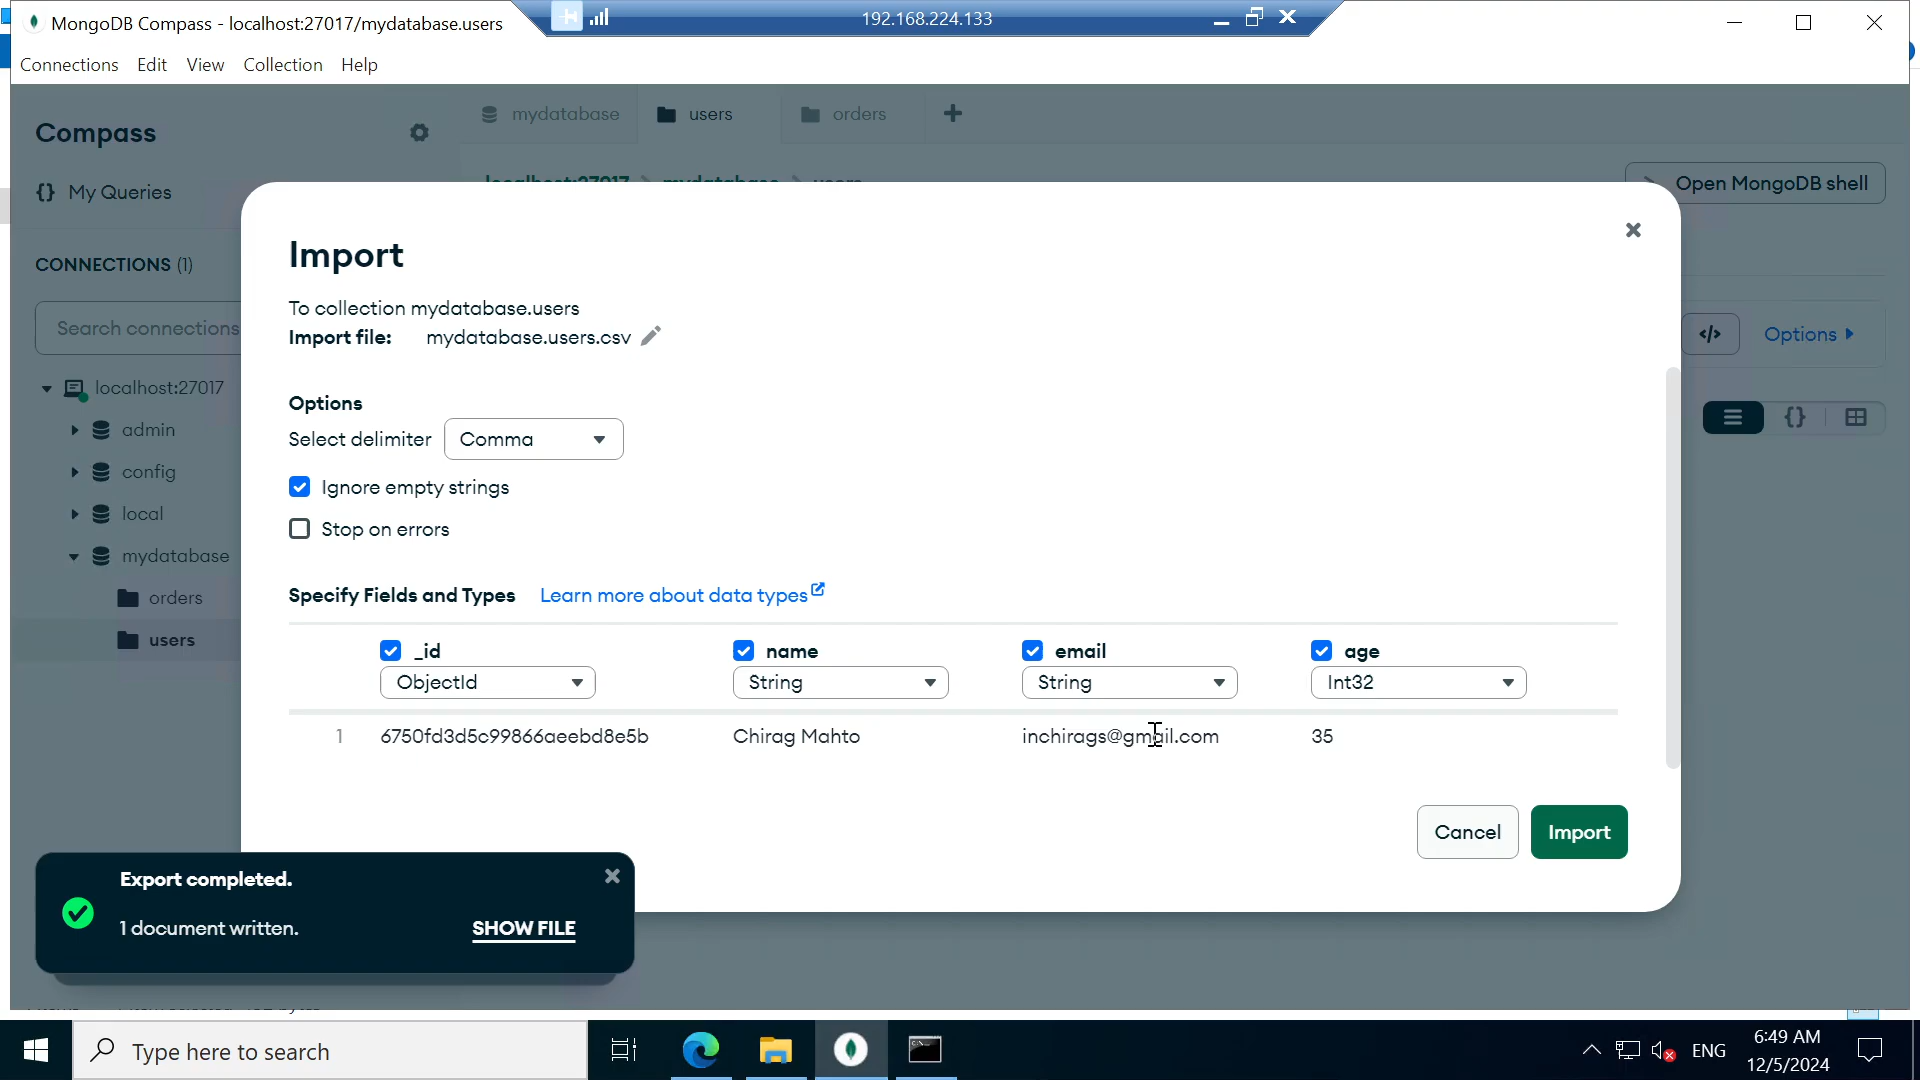 MongoDB Compass - localhost:27017/mydatabase.users
192.168.224.133
Connections Edit View Collection Help
Compass
mydatabase users orders
My Queries
localhost:27017 mydatabase users
Open MongoDB shell
CONNECTIONS (1)
Search connections
Options
localhost:27017
admin
config
local
mydatabase
orders
users
Import
To collection mydatabase.users
Import file: mydatabase.users.csv
Options
Select delimiter Comma
Ignore empty strings
Stop on errors
Specify Fields and Types Learn more about data types
_id name email age
ObjectId String String Int32
1 6750fd3d5c99866aeebd8e5b Chirag Mahto inchirags@gmail.com 35
Cancel Import
Export completed.
1 document written. SHOW FILE
Type here to search
ENG
6:49 AM
12/5/2024